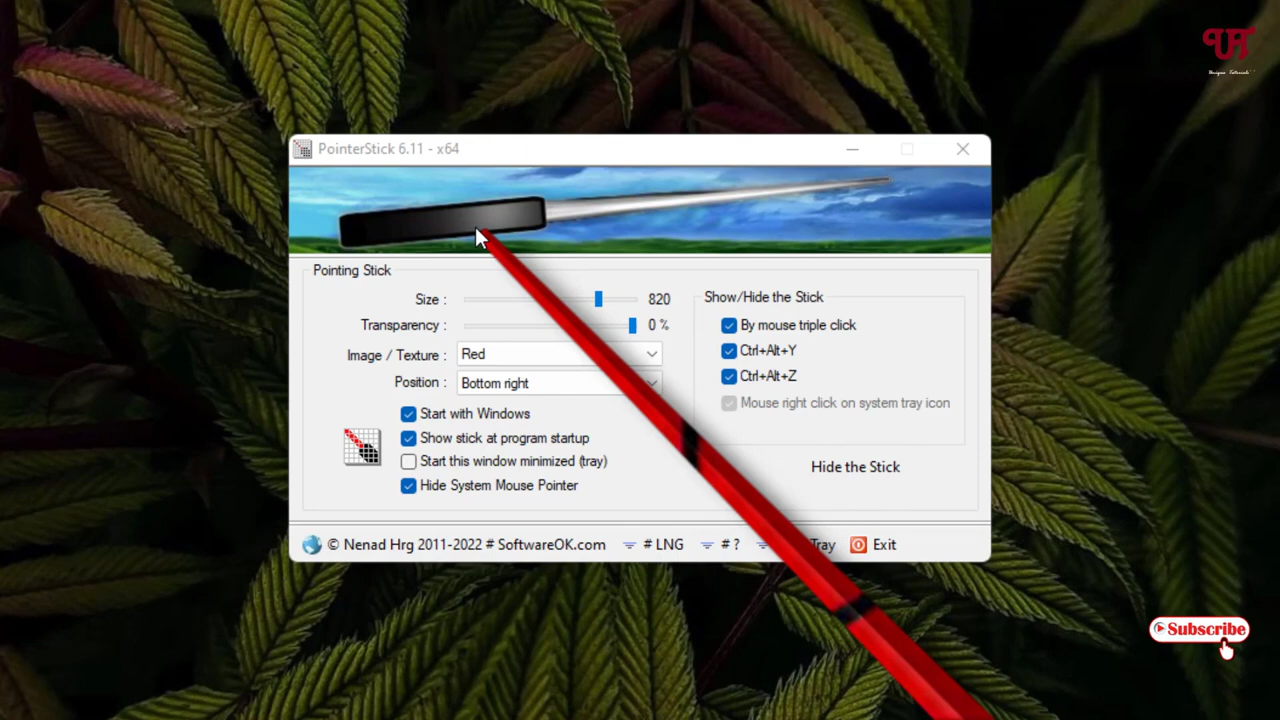 UT
Unique Tutorials
PointerStick 6.11 - x64
Pointing Stick
Size : 820
Transparency : 0 %
Image / Texture : Red
Position : Bottom right
Start with Windows
Show stick at program startup
Start this window minimized (tray)
Hide System Mouse Pointer
Show/Hide the Stick
By mouse triple click
Ctrl+Alt+Y
Ctrl+Alt+Z
Mouse right click on system tray icon
Hide the Stick
© Nenad Hrg 2011-2022 # SoftwareOK.com # LNG # ? Tray Exit
Subscribe